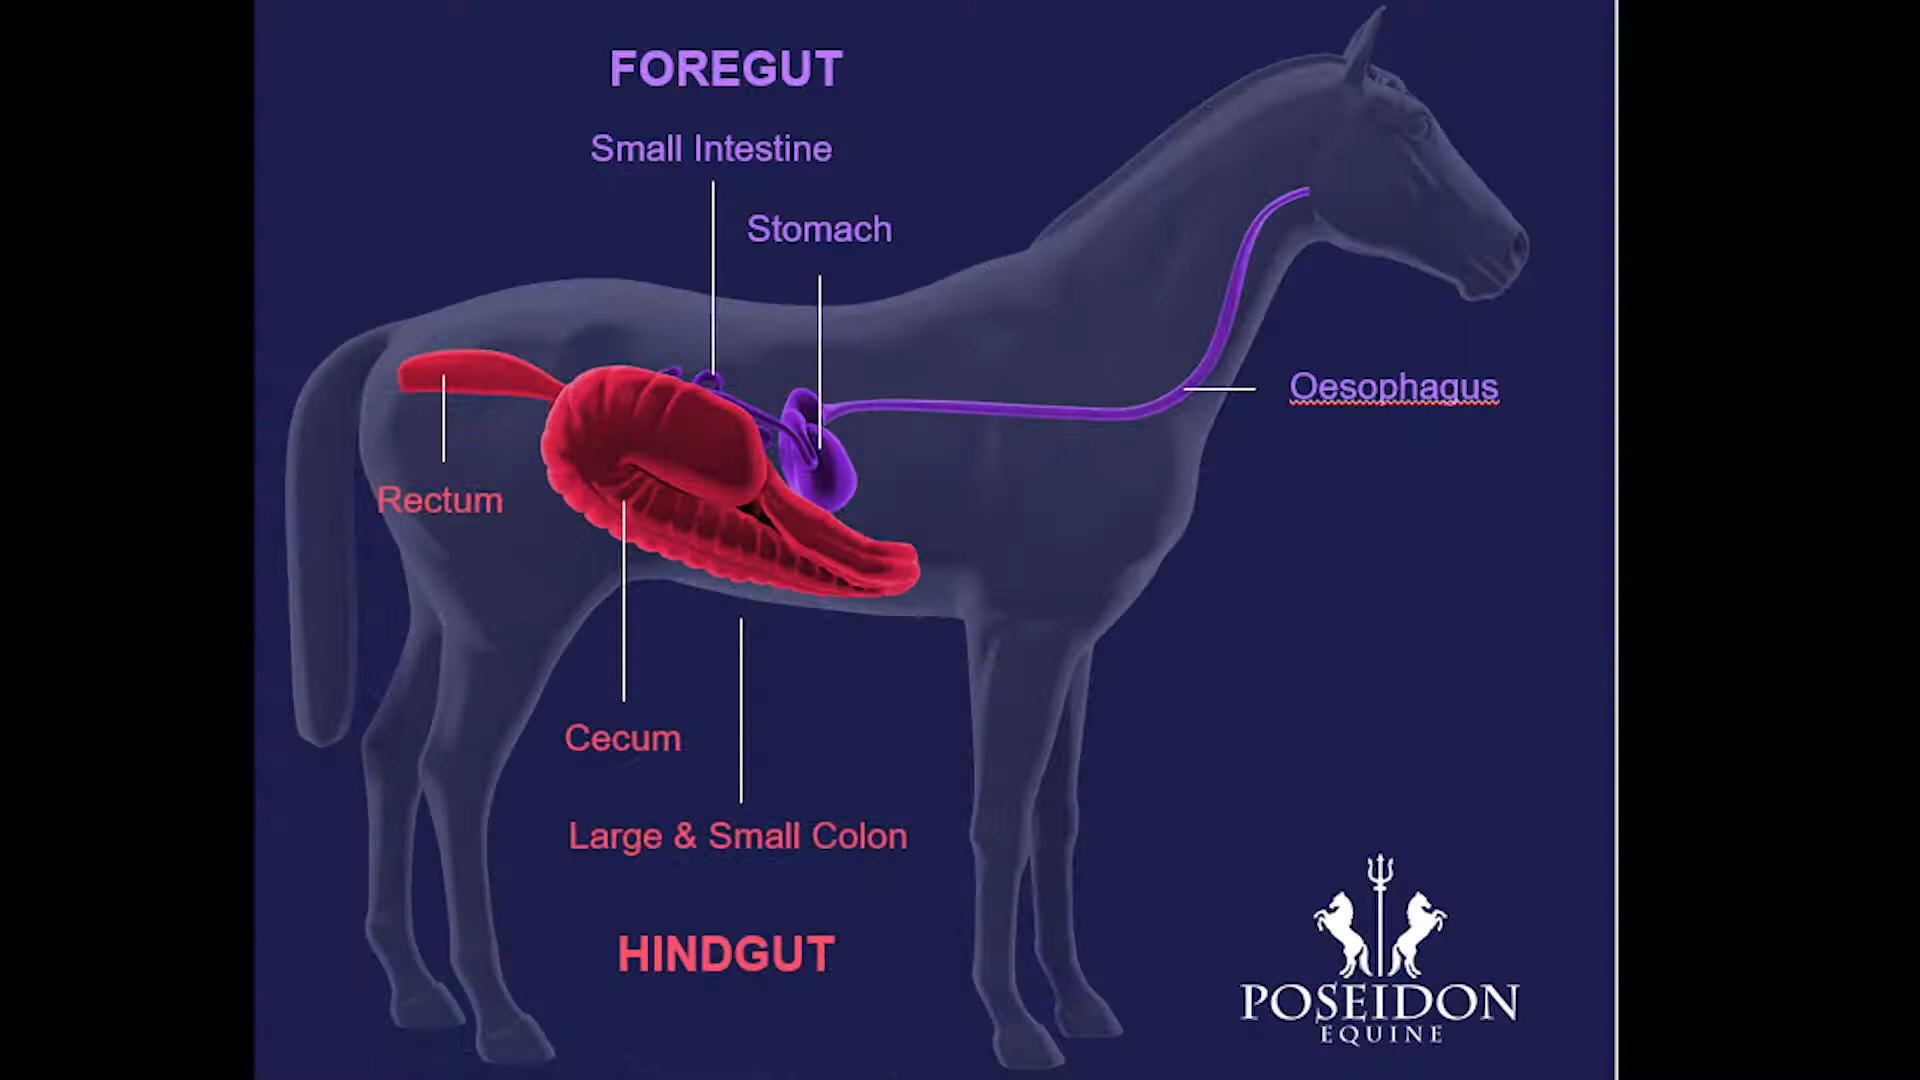 FOREGUT
Small Intestine
Stomach
Oesophagus
Rectum
Cecum
Large & Small Colon
HINDGUT
POSEIDON
EQUINE